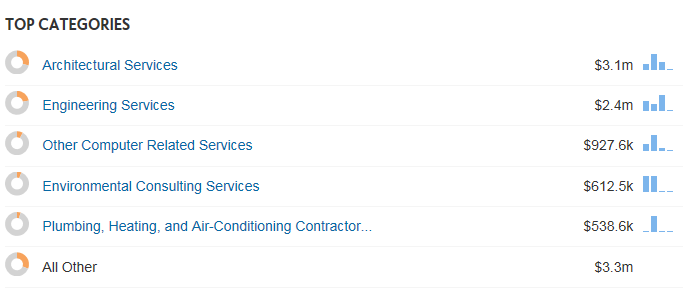 TOP CATEGORIES
Architectural Services $3.1m
Engineering Services $2.4m
Other Computer Related Services $927.6k
Environmental Consulting Services $612.5k
Plumbing, Heating, and Air-Conditioning Contractor... $538.6k
All Other $3.3m